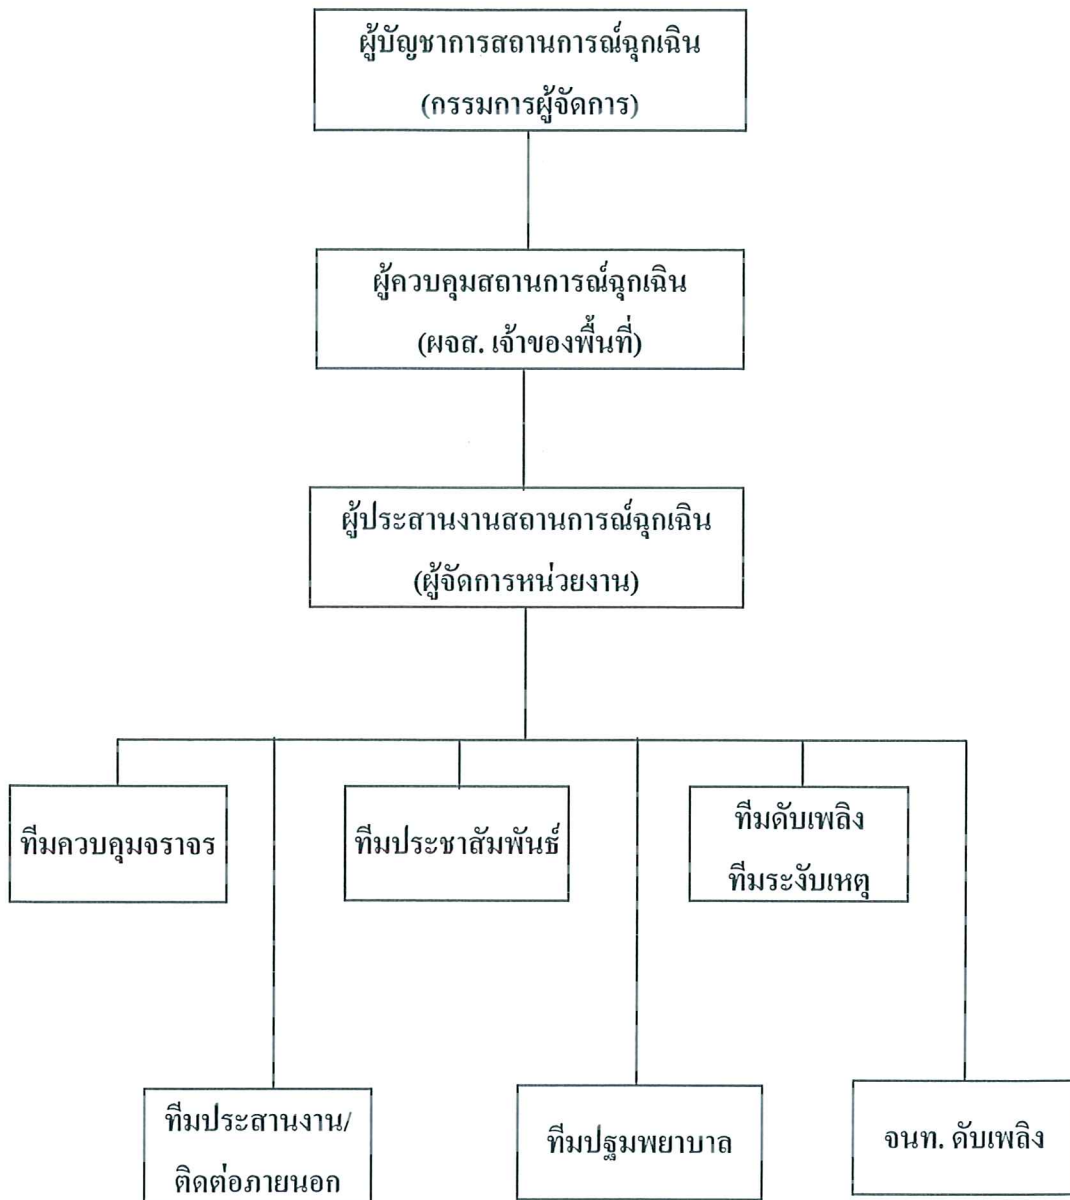 ผู้บัญชาการสถานการณ์ฉุกเฉิน
(กรรมการผู้จัดการ)
ผู้ควบคุมสถานการณ์ฉุกเฉิน
(ผจส. เจ้าของพื้นที่)
ผู้ประสานงานสถานการณ์ฉุกเฉิน
(ผู้จัดการหน่วยงาน)
ทีมควบคุมจราจร
ทีมประชาสัมพันธ์
ทีมดับเพลิง
ทีมระงับเหตุ
ทีมประสานงาน/
ติดต่อภายนอก
ทีมปฐมพยาบาล
จนท. ดับเพลิง